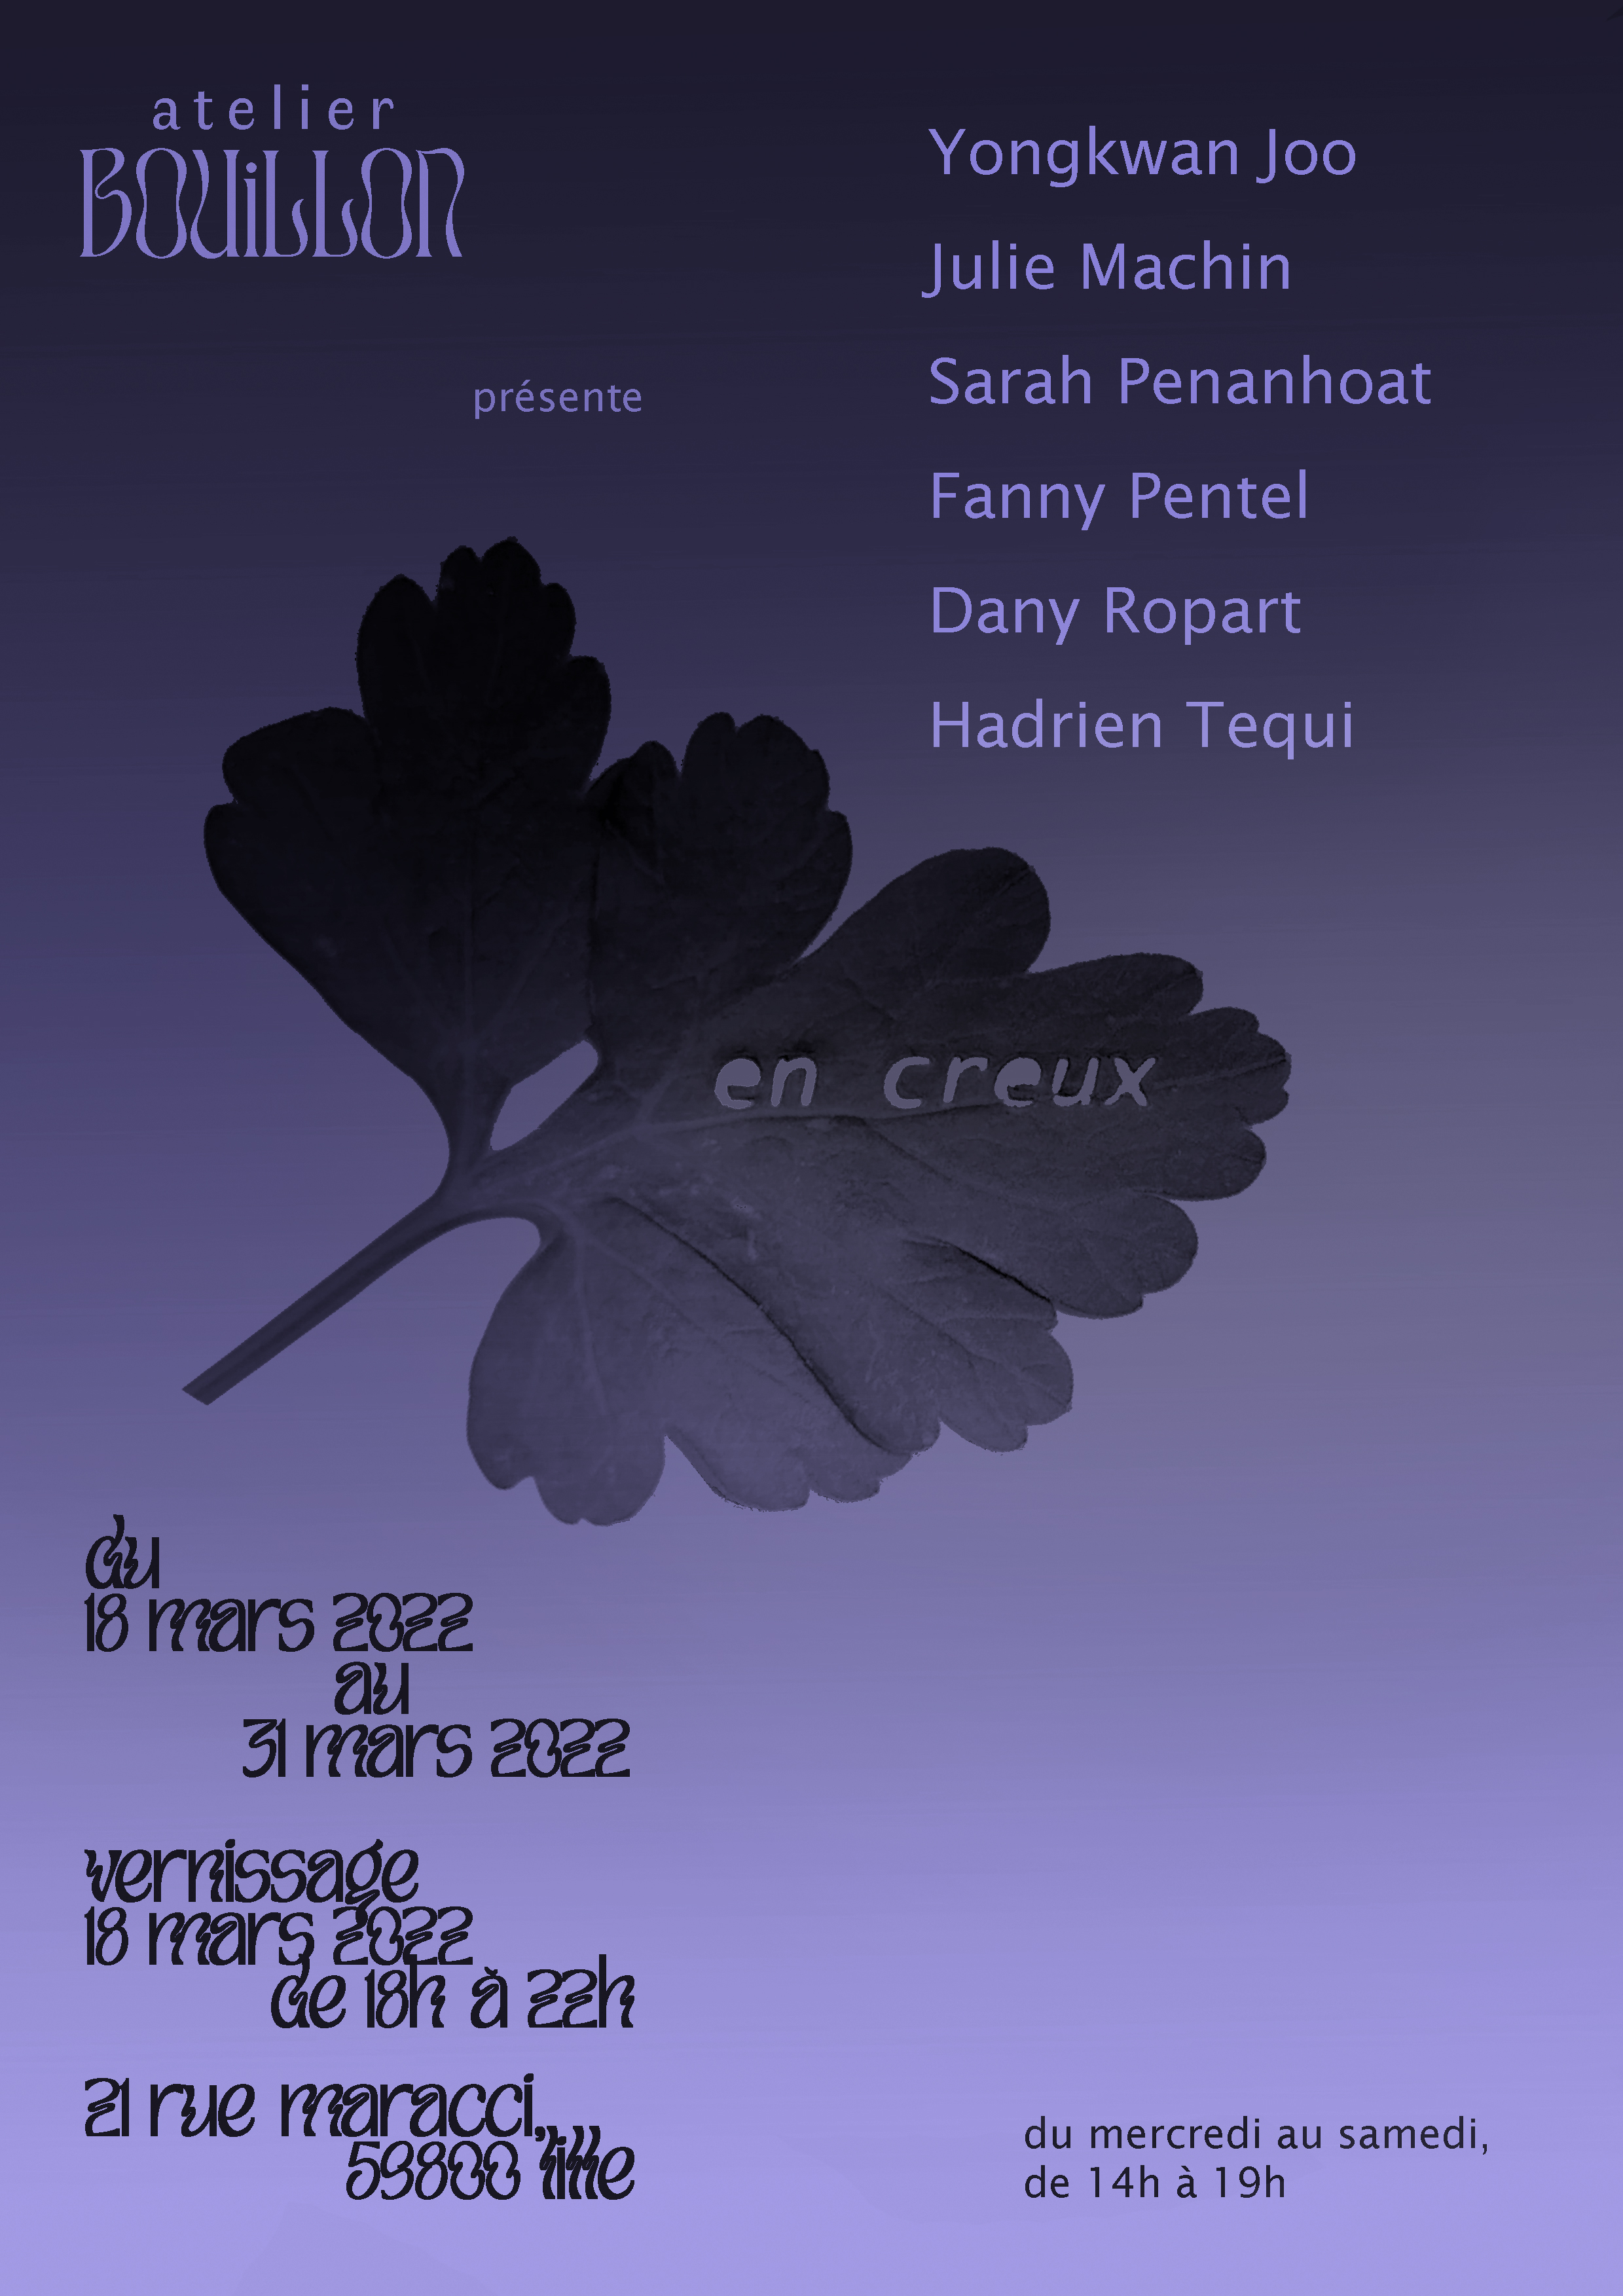 atelier
BOUiLLON
présente
Yongkwan Joo
Julie Machin
Sarah Penanhoat
Fanny Pentel
Dany Ropart
Hadrien Tequi
en creux
du
18 mars 2022
au
31 mars 2022
vernissage
18 mars 2022
de 18h à 22h
21 rue maracci,
59800 lille
du mercredi au samedi,
de 14h à 19h